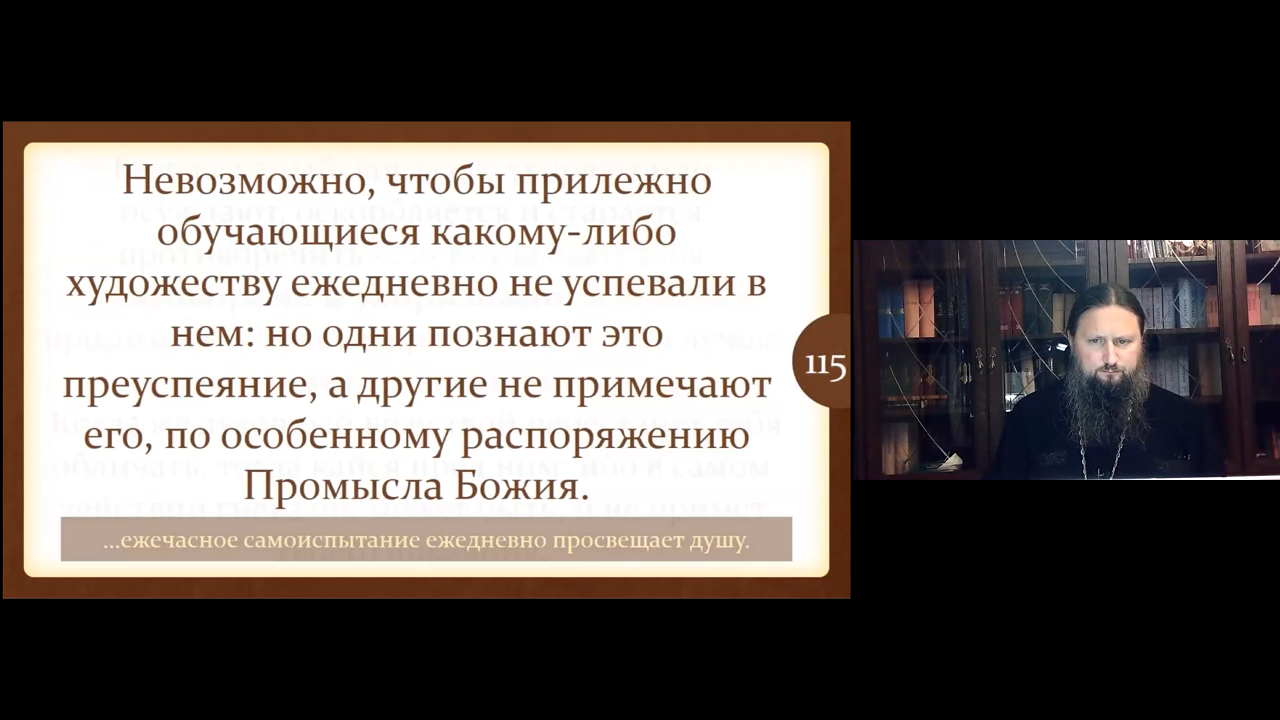 Невозможно, чтобы прилежно
обучающиеся какому-либо
художеству ежедневно не успевали в
нем: но одни познают это
преуспеяние, а другие не примечают
его, по особенному распоряжению
Промысла Божия.
115
...ежечасное самоиспытание ежедневно просвещает душу.